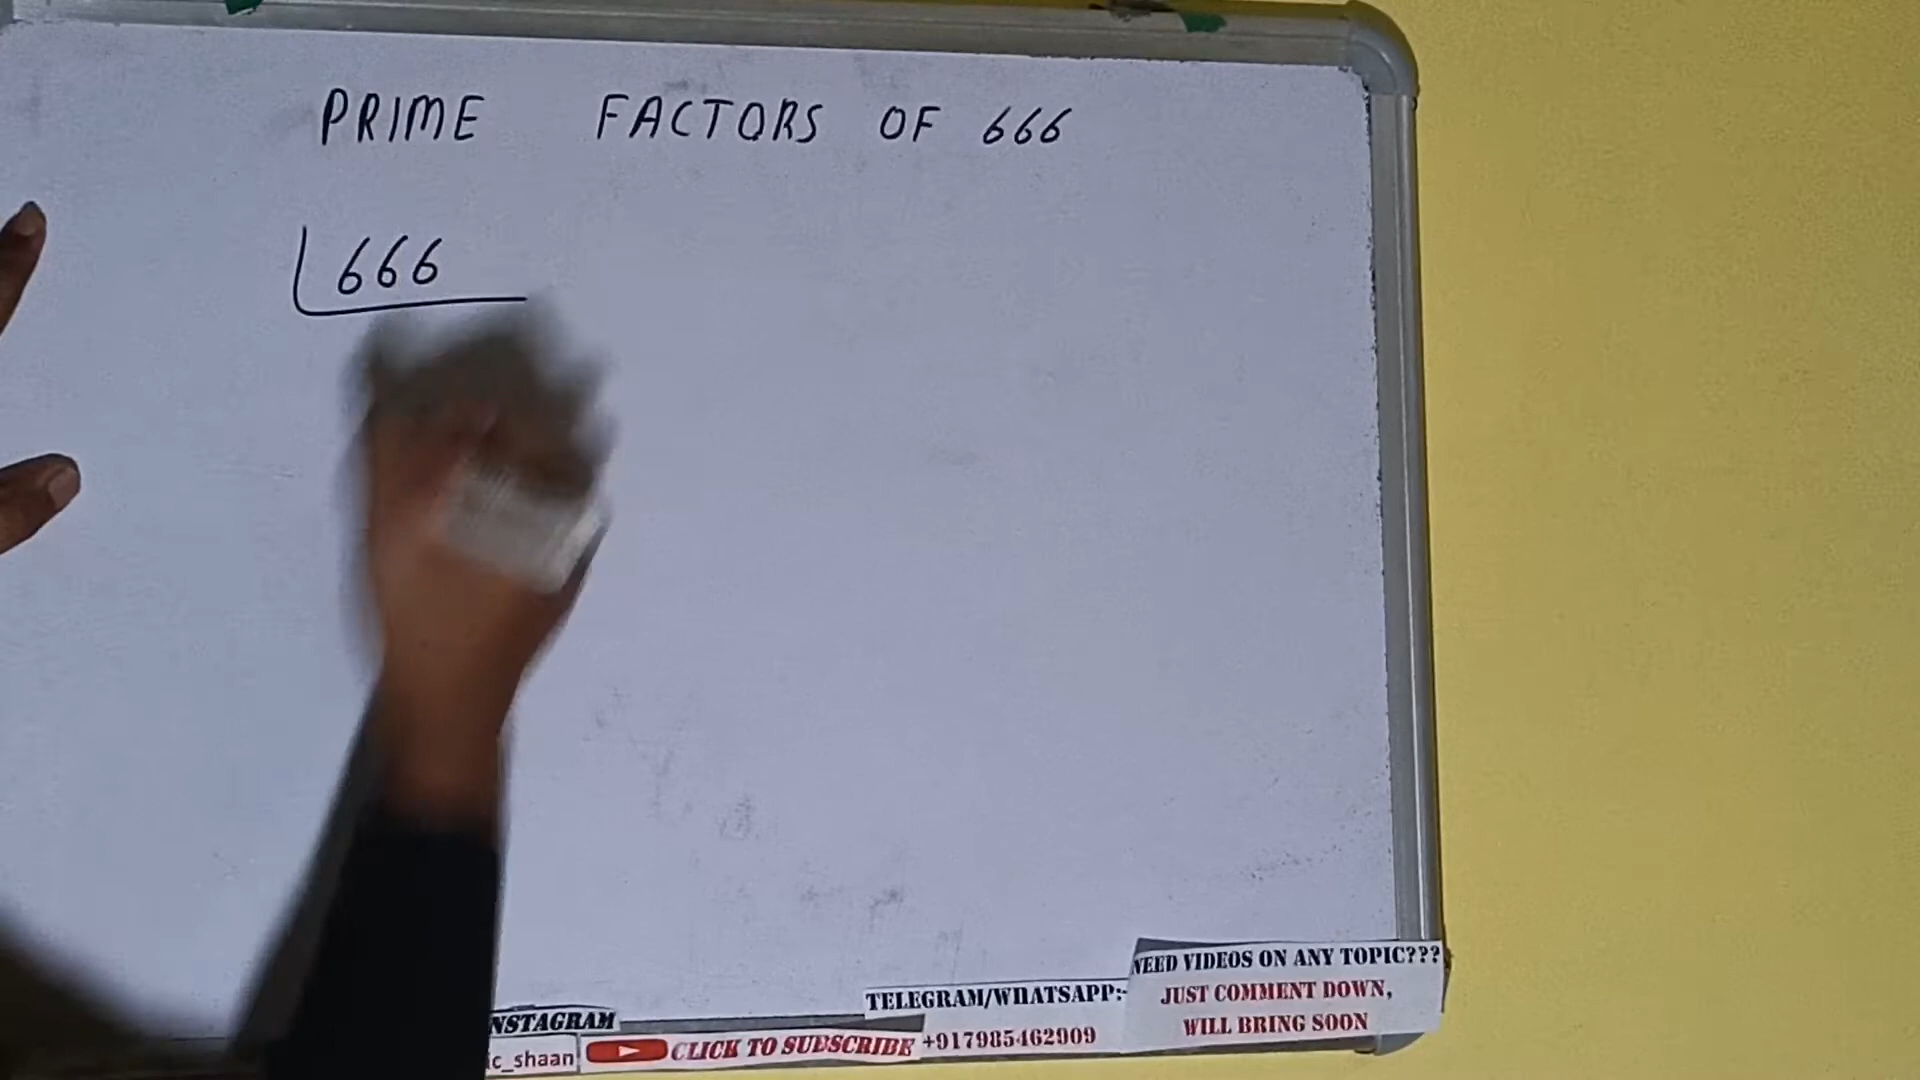 PRIME FACTORS OF 666
666
NEED VIDEOS ON ANY TOPIC???
JUST COMMENT DOWN,
WILL BRING SOON
TELEGRAM/WHATSAPP:-
+917985462909
NSTAGRAM
c_shaan
CLICK TO SUBSCRIBE